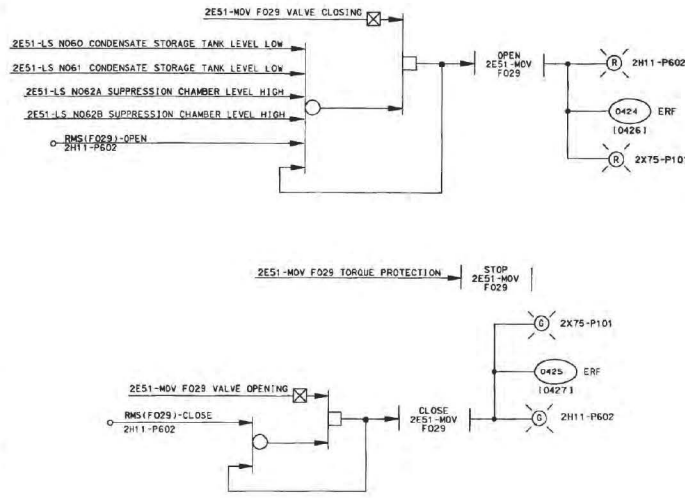 2E51-MOV F029 VALVE CLOSING
2E51-LS N060 CONDENSATE STORAGE TANK LEVEL LOW
2E51-LS N061 CONDENSATE STORAGE TANK LEVEL LOW
2E51-LS N062A SUPPRESSION CHAMBER LEVEL HIGH
2E51-LS N062B SUPPRESSION CHAMBER LEVEL HIGH
RMS(F029)-OPEN
2H11-P602
OPEN
2E51-MOV
F029
R 2H11-P602
0424 ERF
[0426]
R 2X75-P101
2E51-MOV F029 TORQUE PROTECTION
STOP
2E51-MOV
F029
G 2X75-P101
0425 ERF
[0427]
G 2H11-P602
2E51-MOV F029 VALVE OPENING
RMS(F029)-CLOSE
2H11-P602
CLOSE
2E51-MOV
F029